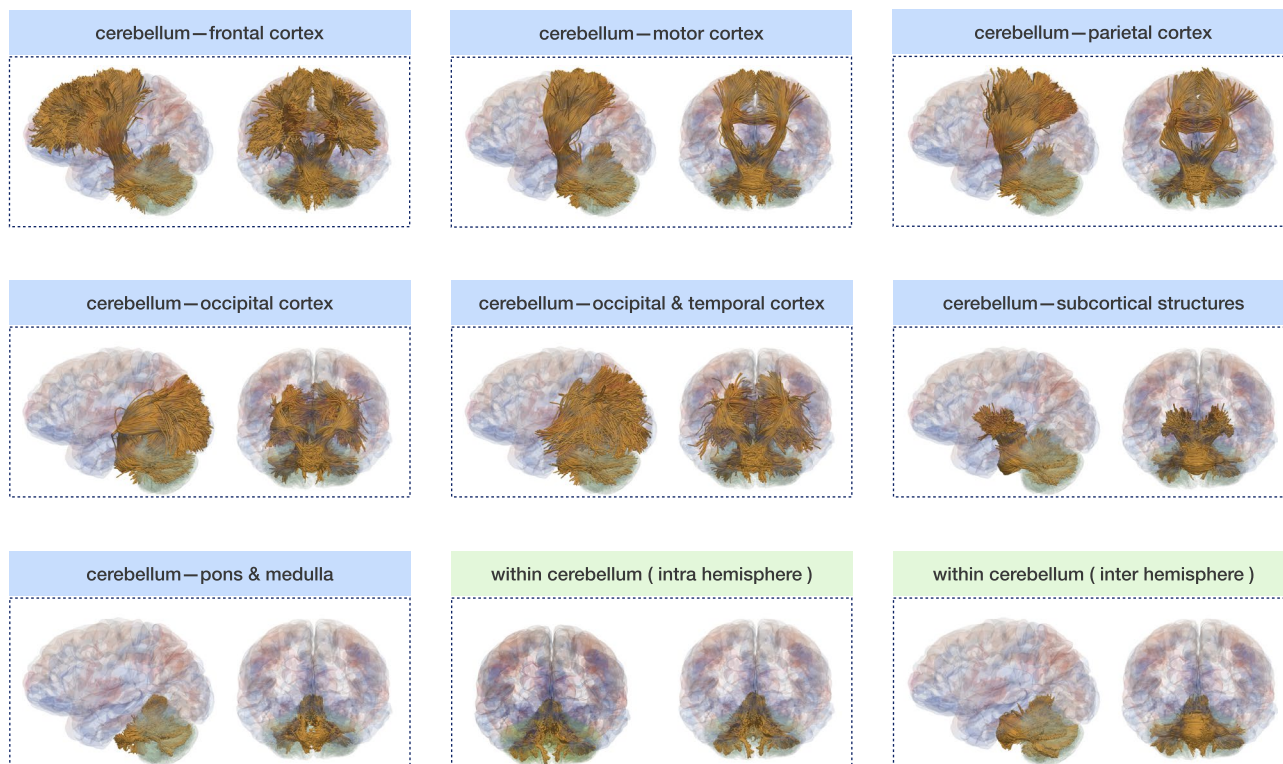 cerebellum—frontal cortex
cerebellum—motor cortex
cerebellum—parietal cortex
cerebellum—occipital cortex
cerebellum—occipital & temporal cortex
cerebellum—subcortical structures
cerebellum—pons & medulla
within cerebellum ( intra hemisphere )
within cerebellum ( inter hemisphere )